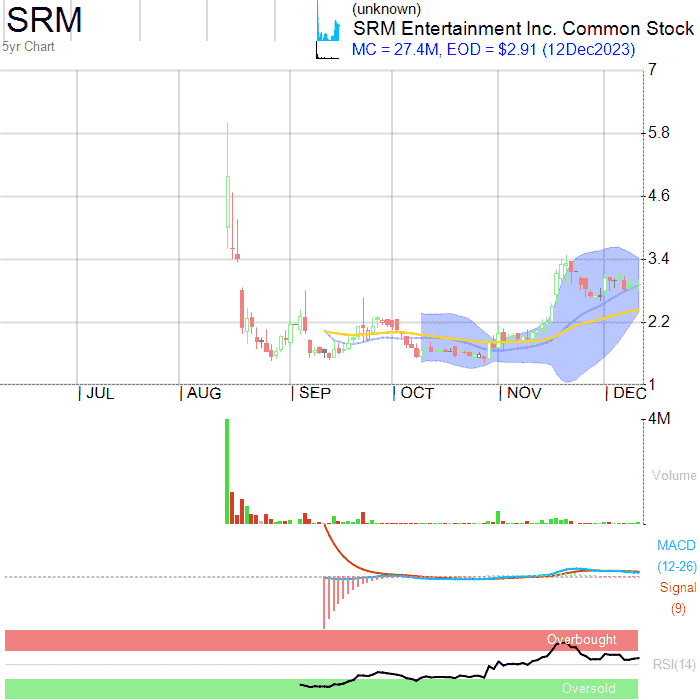 SRM
5yr Chart
(unknown)
SRM Entertainment Inc. Common Stock
MC = 27.4M, EOD = $2.91 (12Dec2023)
7
5.8
4.6
3.4
2.2
1
| JUL | AUG | SEP | OCT | NOV | DEC
4M
Volume
MACD
(12-26)
Signal
(9)
Overbought
RSI(14)
Oversold